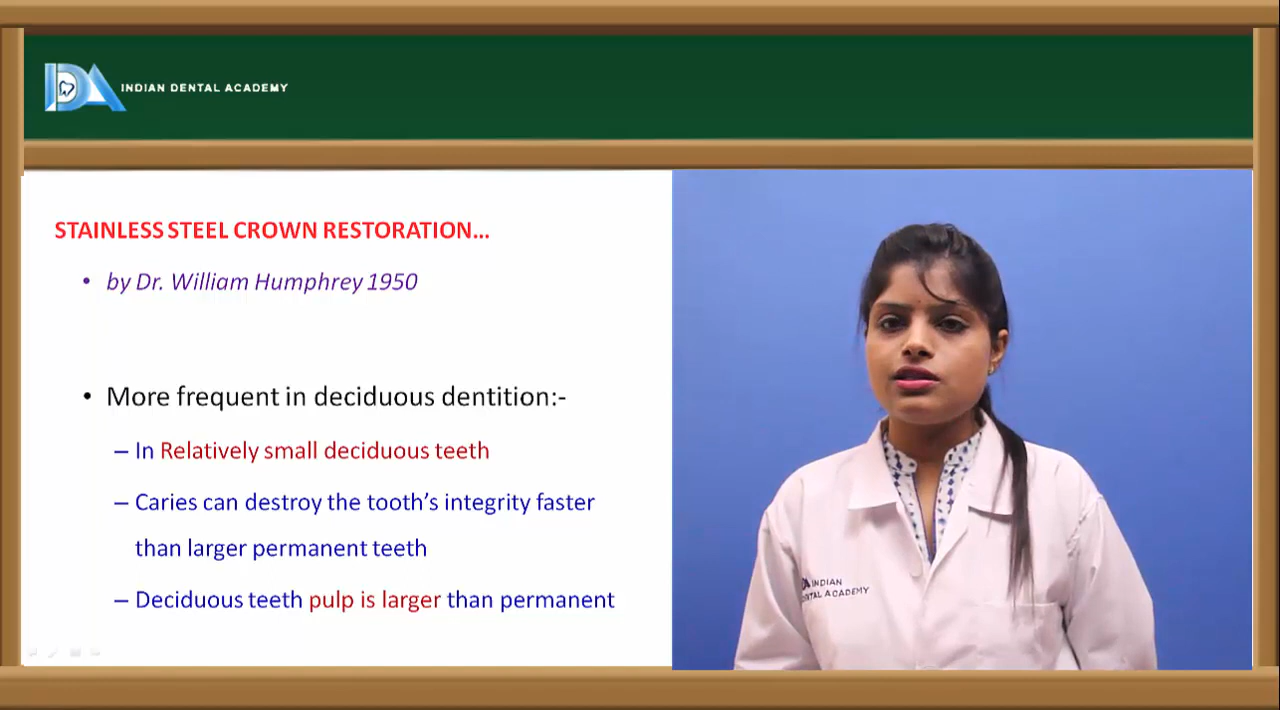 INDIAN DENTAL ACADEMY
STAINLESS STEEL CROWN RESTORATION...
• by Dr. William Humphrey 1950
• More frequent in deciduous dentition:-
– In Relatively small deciduous teeth
– Caries can destroy the tooth's integrity faster
than larger permanent teeth
– Deciduous teeth pulp is larger than permanent
INDIAN
DENTAL ACADEMY